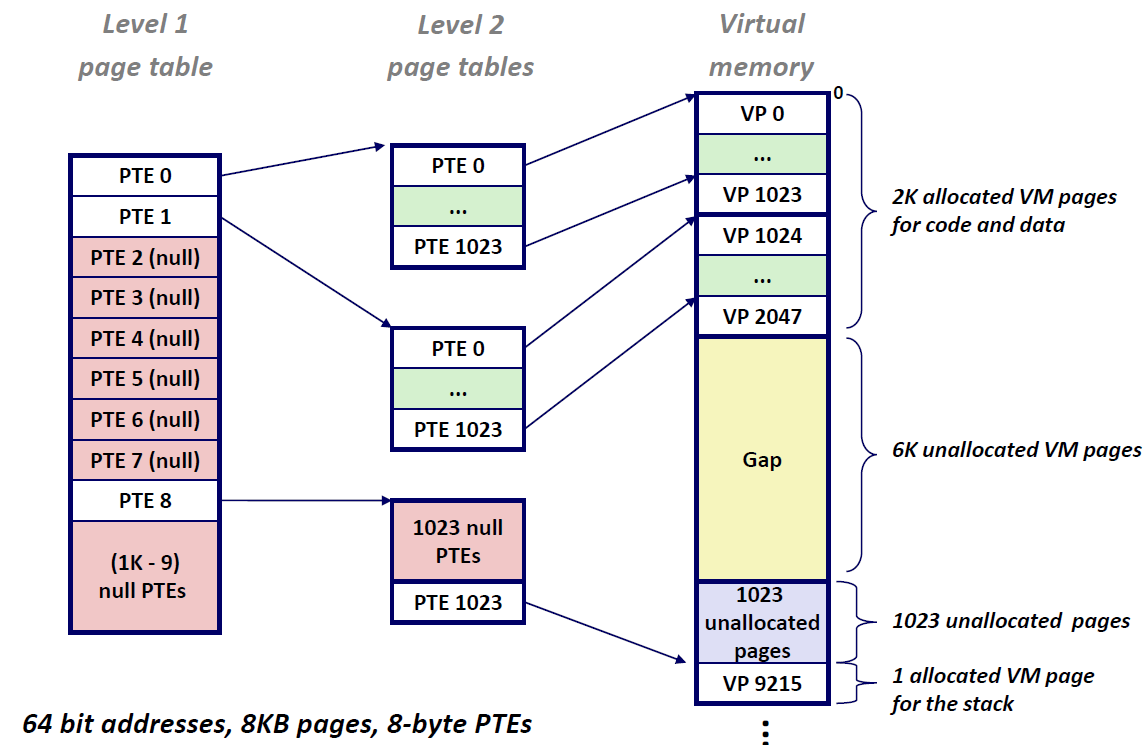 Level 1
page table
Level 2
page tables
Virtual
memory
PTE 0
PTE 1
PTE 2 (null)
PTE 3 (null)
PTE 4 (null)
PTE 5 (null)
PTE 6 (null)
PTE 7 (null)
PTE 8
(1K - 9)
null PTEs
PTE 0
...
PTE 1023
PTE 0
...
PTE 1023
1023 null
PTEs
PTE 1023
0
VP 0
...
VP 1023
VP 1024
...
VP 2047
Gap
1023
unallocated
pages
VP 9215
...
2K allocated VM pages
for code and data
6K unallocated VM pages
1023 unallocated pages
1 allocated VM page
for the stack
64 bit addresses, 8KB pages, 8-byte PTEs